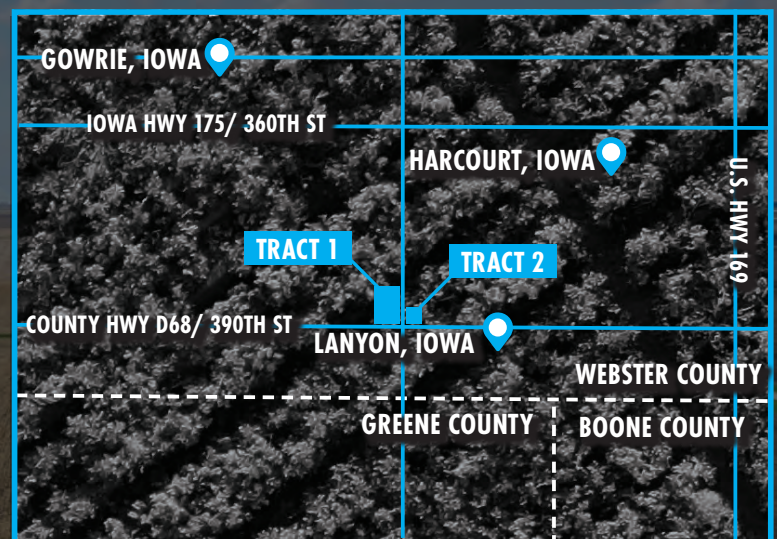 GOWRIE, IOWA
IOWA HWY 175/ 360TH ST
HARCOURT, IOWA
U.S. HWY 169
TRACT 1
TRACT 2
COUNTY HWY D68/ 390TH ST
LANYON, IOWA
WEBSTER COUNTY
GREENE COUNTY
BOONE COUNTY